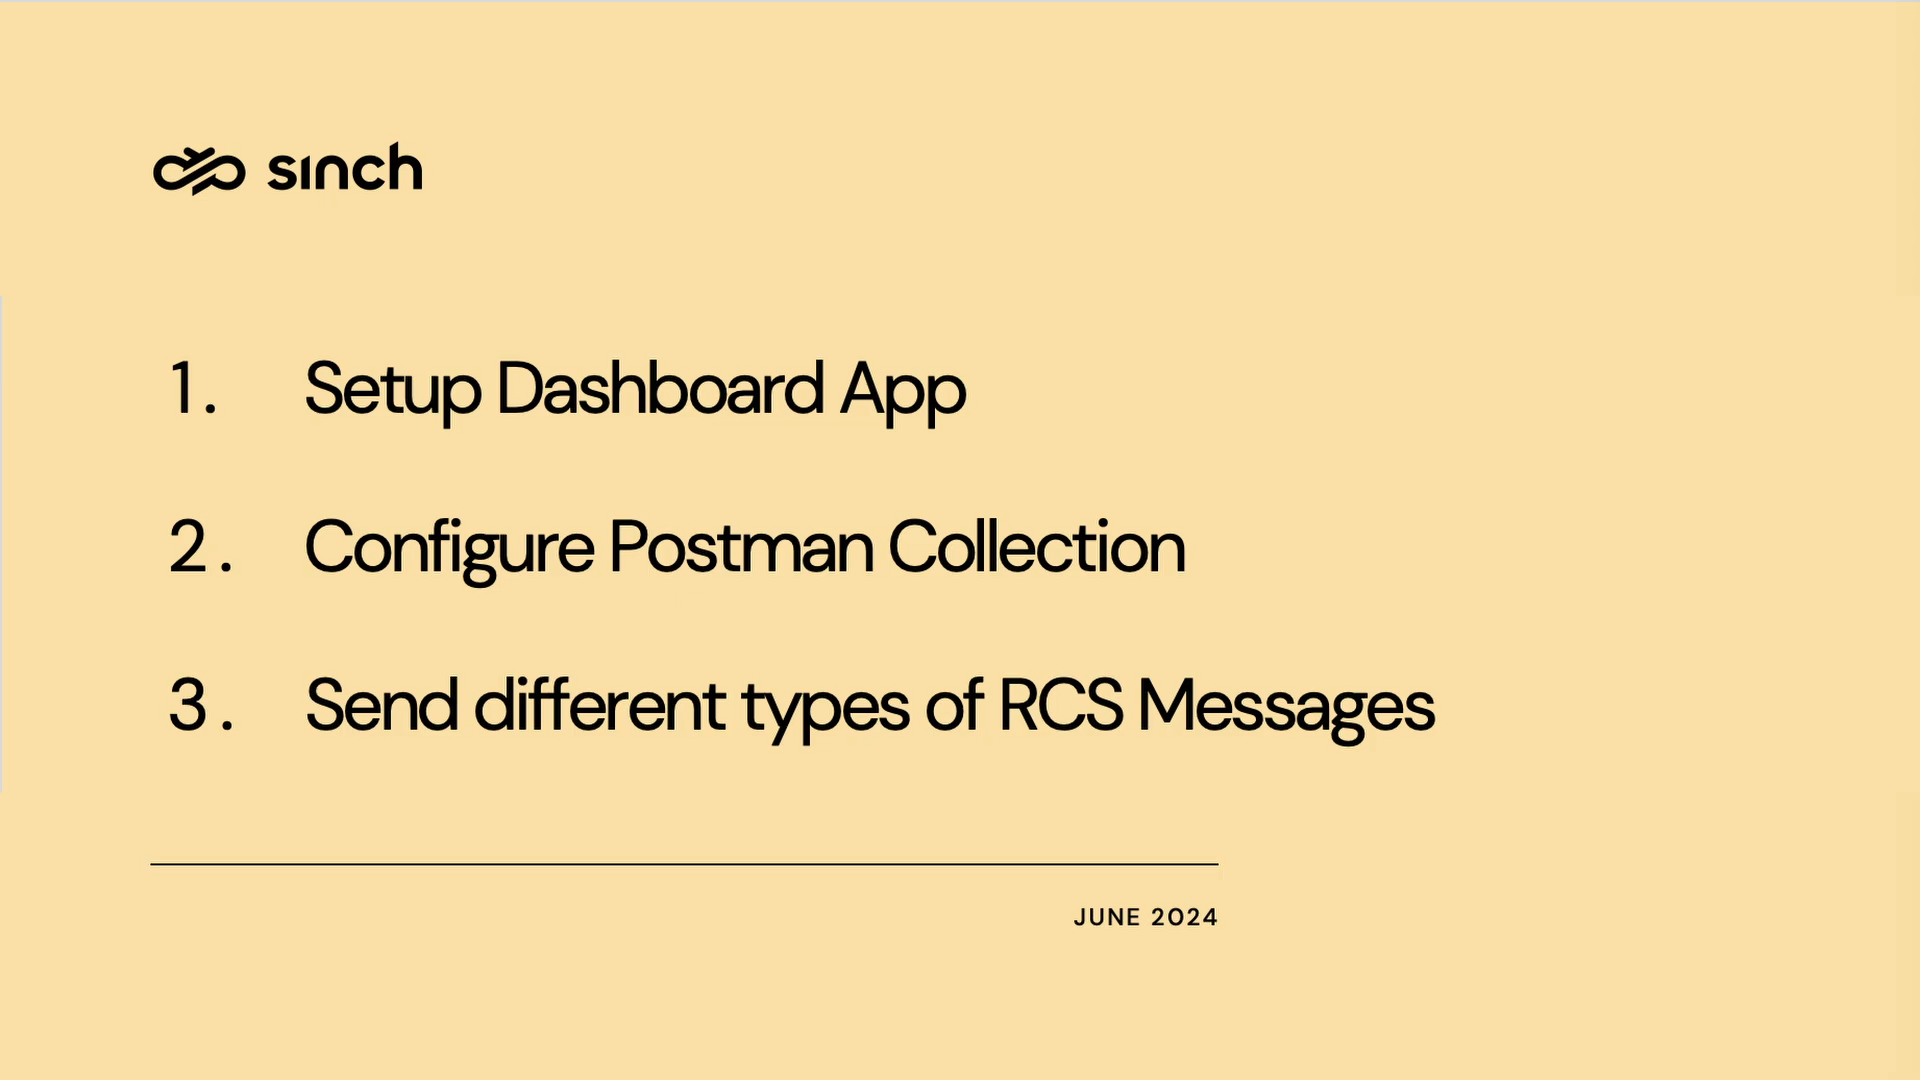 sinch
1. Setup Dashboard App
2. Configure Postman Collection
3. Send different types of RCS Messages
JUNE 2024